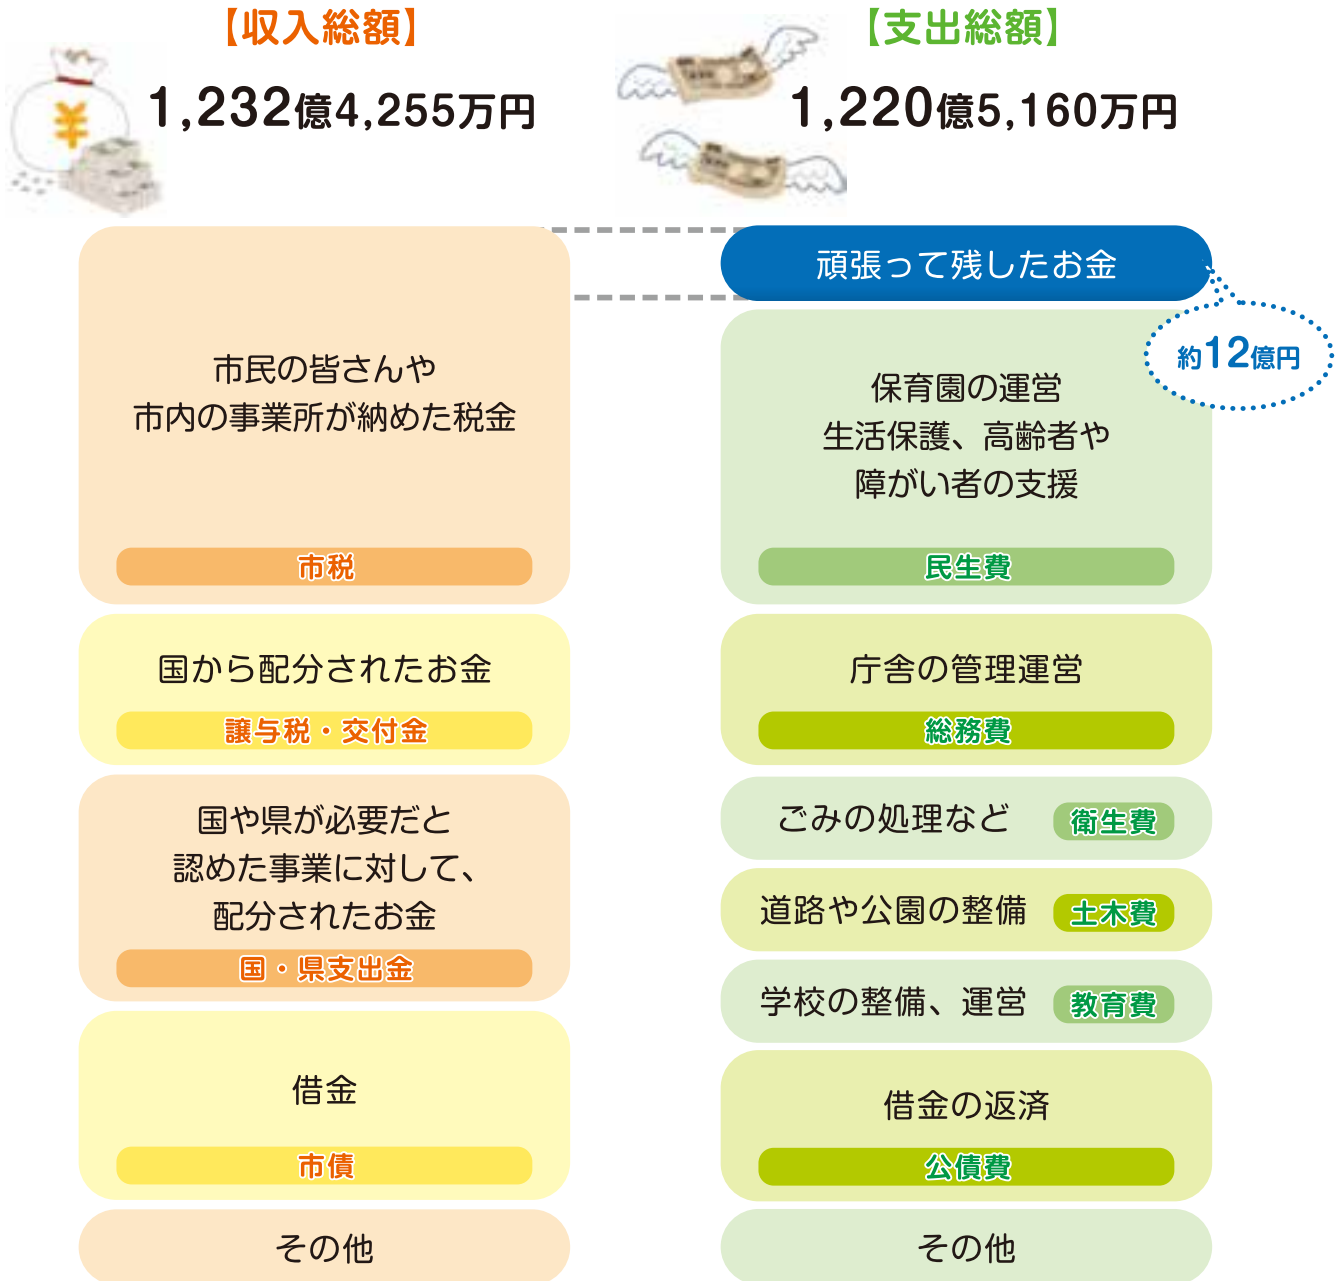 【収入総額】
1,232億4,255万円
市民の皆さんや
市内の事業所が納めた税金
市税
国から配分されたお金
譲与税・交付金
国や県が必要だと
認めた事業に対して、
配分されたお金
国・県支出金
借金
市債
その他
【支出総額】
1,220億5,160万円
頑張って残したお金
約12億円
保育園の運営
生活保護、高齢者や
障がい者の支援
民生費
庁舎の管理運営
総務費
ごみの処理など 衛生費
道路や公園の整備 土木費
学校の整備、運営 教育費
借金の返済
公債費
その他
¥